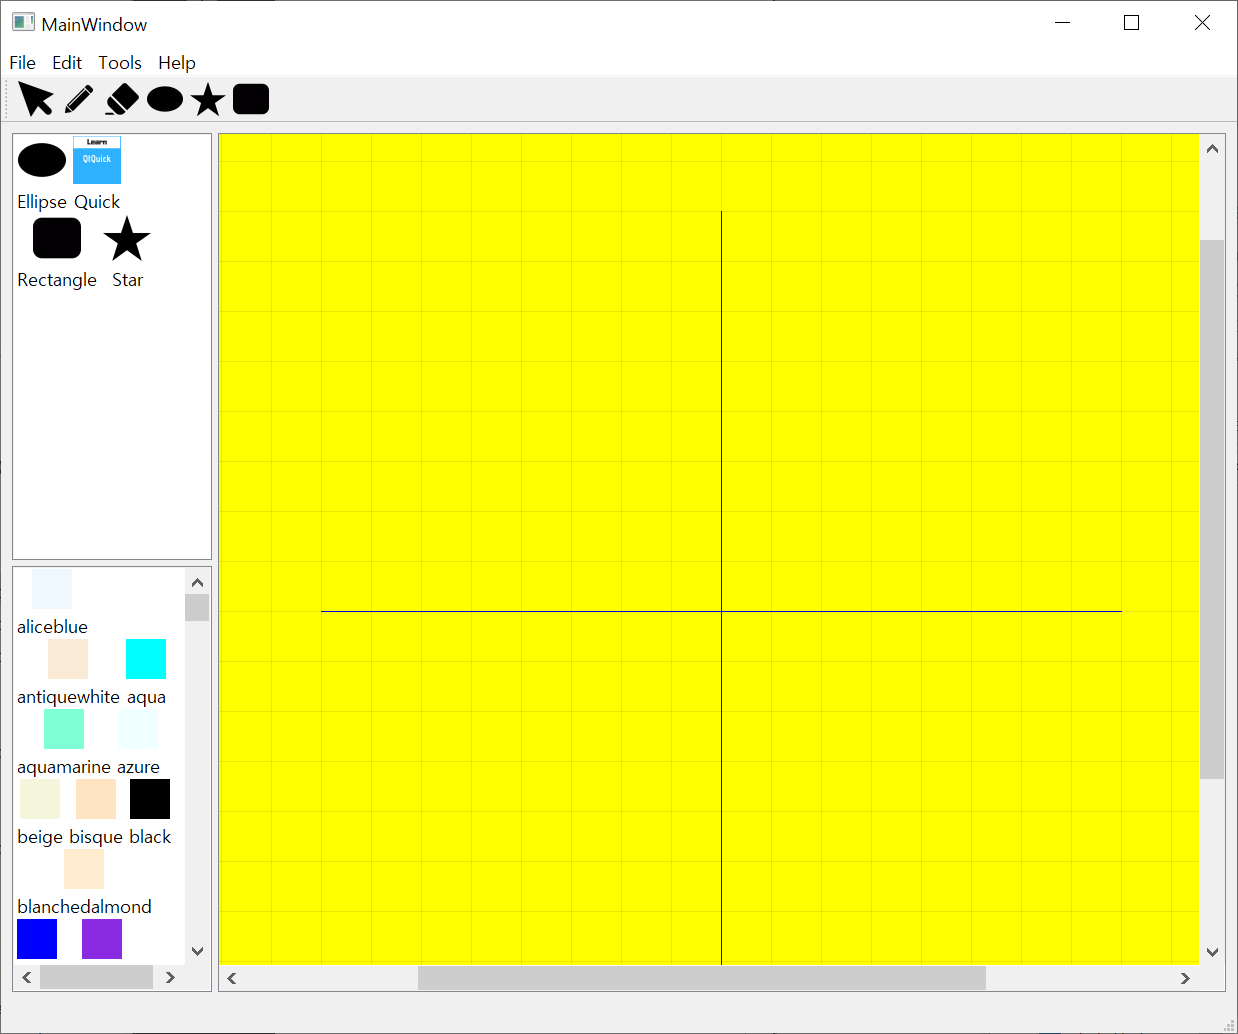 MainWindow
File Edit Tools Help
Learn
QtQuick
Ellipse Quick
Rectangle Star
aliceblue
antiquewhite aqua
aquamarine azure
beige bisque black
blanchedalmond